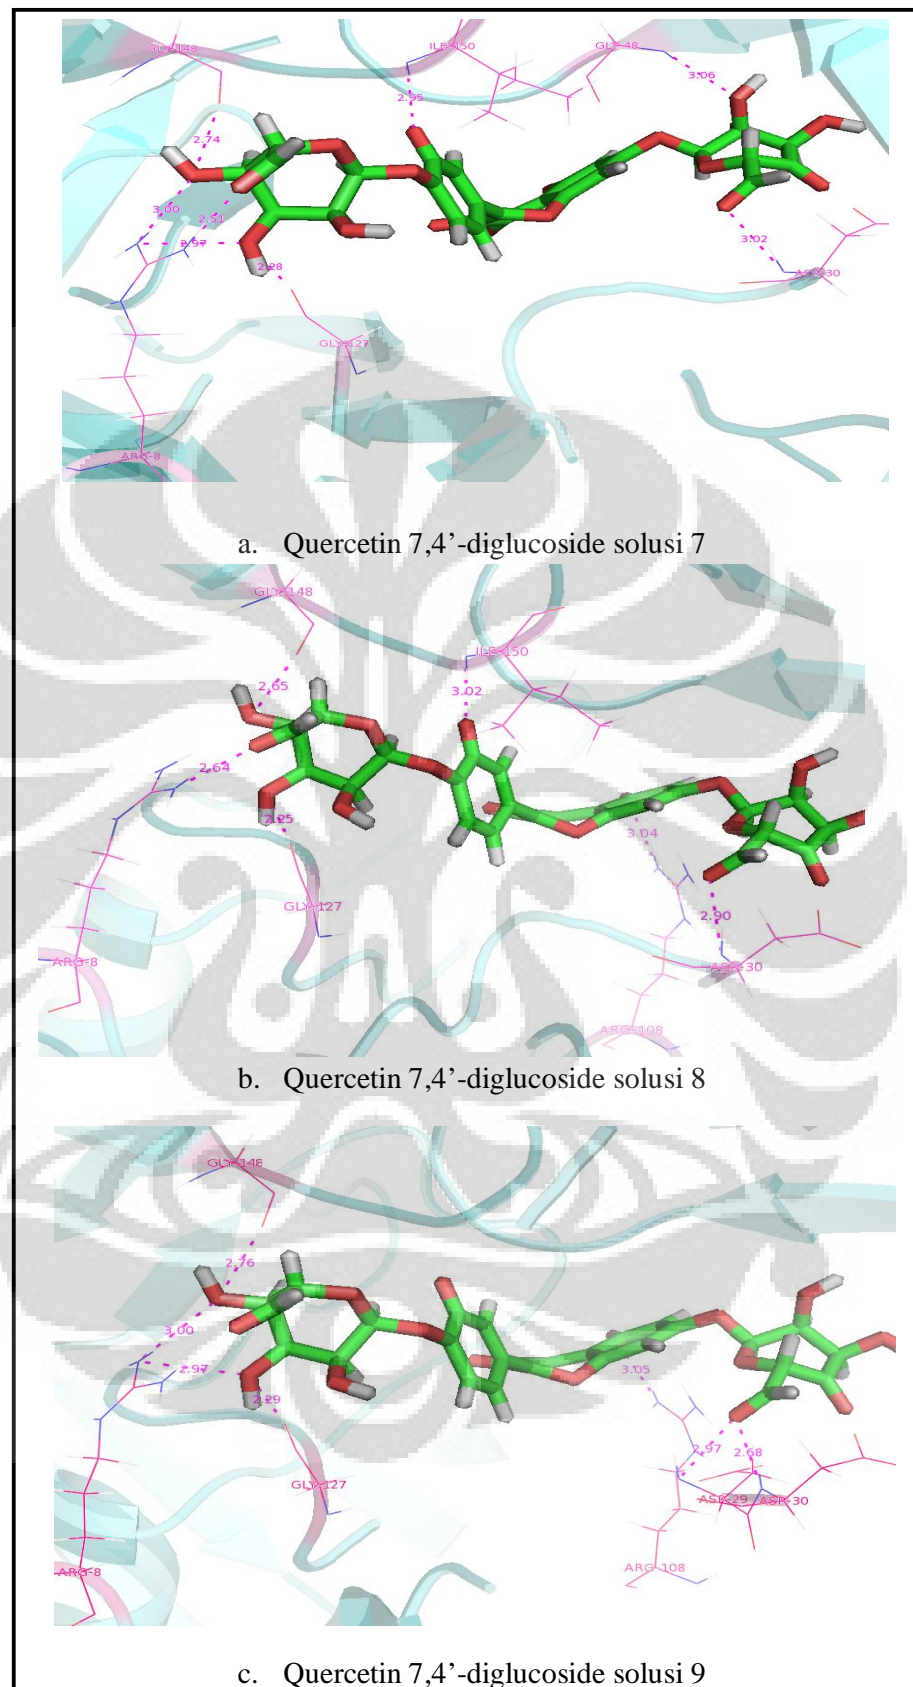 GLY-148
ILE-150
GLY-48
3.06
2.95
2.74
3.00
2.51
2.97
2.28
3.02
ASP-30
GLY-127
ARG-8
a. Quercetin 7,4’-diglucoside solusi 7
GLY-148
ILE-150
2.65
3.02
2.64
3.04
2.90
GLY-127
ARG-8
ASP-30
ARG-108
b. Quercetin 7,4’-diglucoside solusi 8
GLY-148
2.76
3.00
2.97
3.05
2.29
2.97 2.68
GLY-127
ASP-29 ASP-30
ARG-8
ARG-108
c. Quercetin 7,4’-diglucoside solusi 9